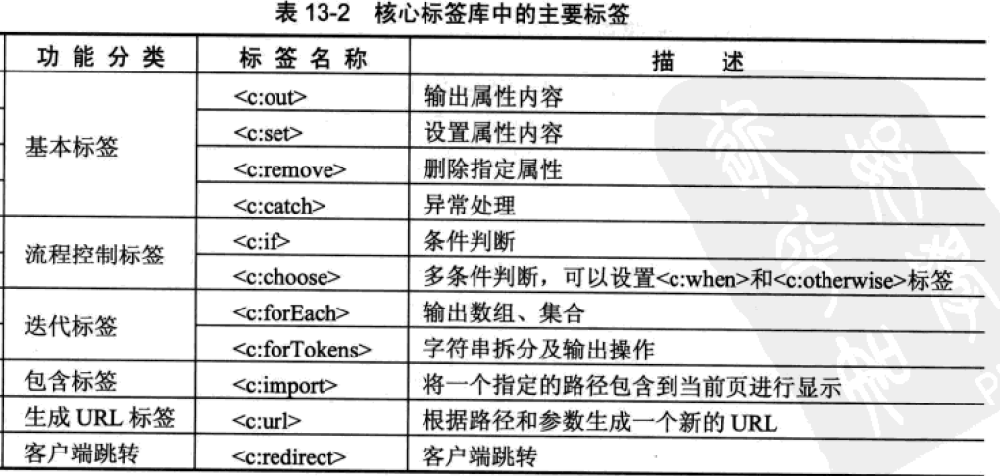 表 13-2 核心标签库中的主要标签
功能分类 标签名称 描述
基本标签 <c:out> 输出属性内容
<c:set> 设置属性内容
<c:remove> 删除指定属性
<c:catch> 异常处理
流程控制标签 <c:if> 条件判断
<c:choose> 多条件判断，可以设置<c:when>和<c:otherwise>标签
迭代标签 <c:forEach> 输出数组、集合
<c:forTokens> 字符串拆分及输出操作
包含标签 <c:import> 将一个指定的路径包含到当前页进行显示
生成 URL 标签 <c:url> 根据路径和参数生成一个新的 URL
客户端跳转 <c:redirect> 客户端跳转